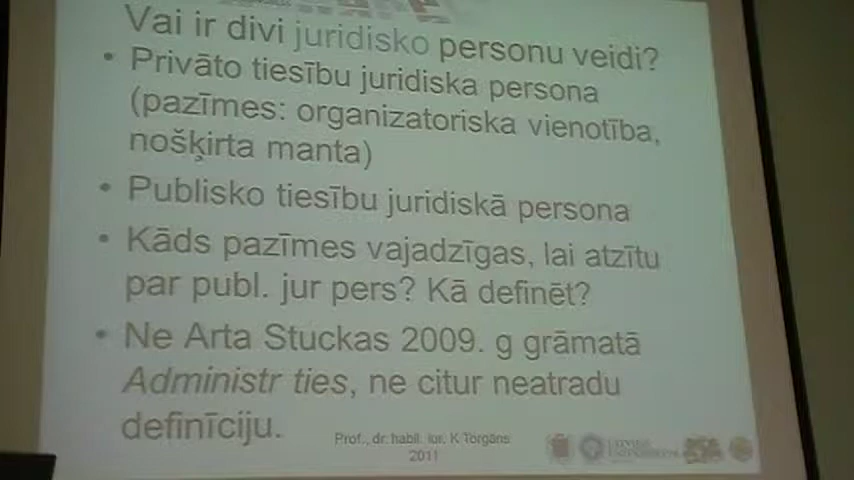 Vai ir divi juridisko personu veidi?
• Privāto tiesību juridiska persona
(pazīmes: organizatoriska vienotība,
nošķirta manta)
• Publisko tiesību juridiskā persona
• Kāds pazīmes vajadzīgas, lai atzītu
par publ. jur pers? Kā definēt?
• Ne Arta Stuckas 2009. g grāmatā
Administr ties, ne citur neatradu
definīciju.
Prof., dr. habil. iur. K Torgāns
2011
LATVIJAS
UNIVERSITĀTE